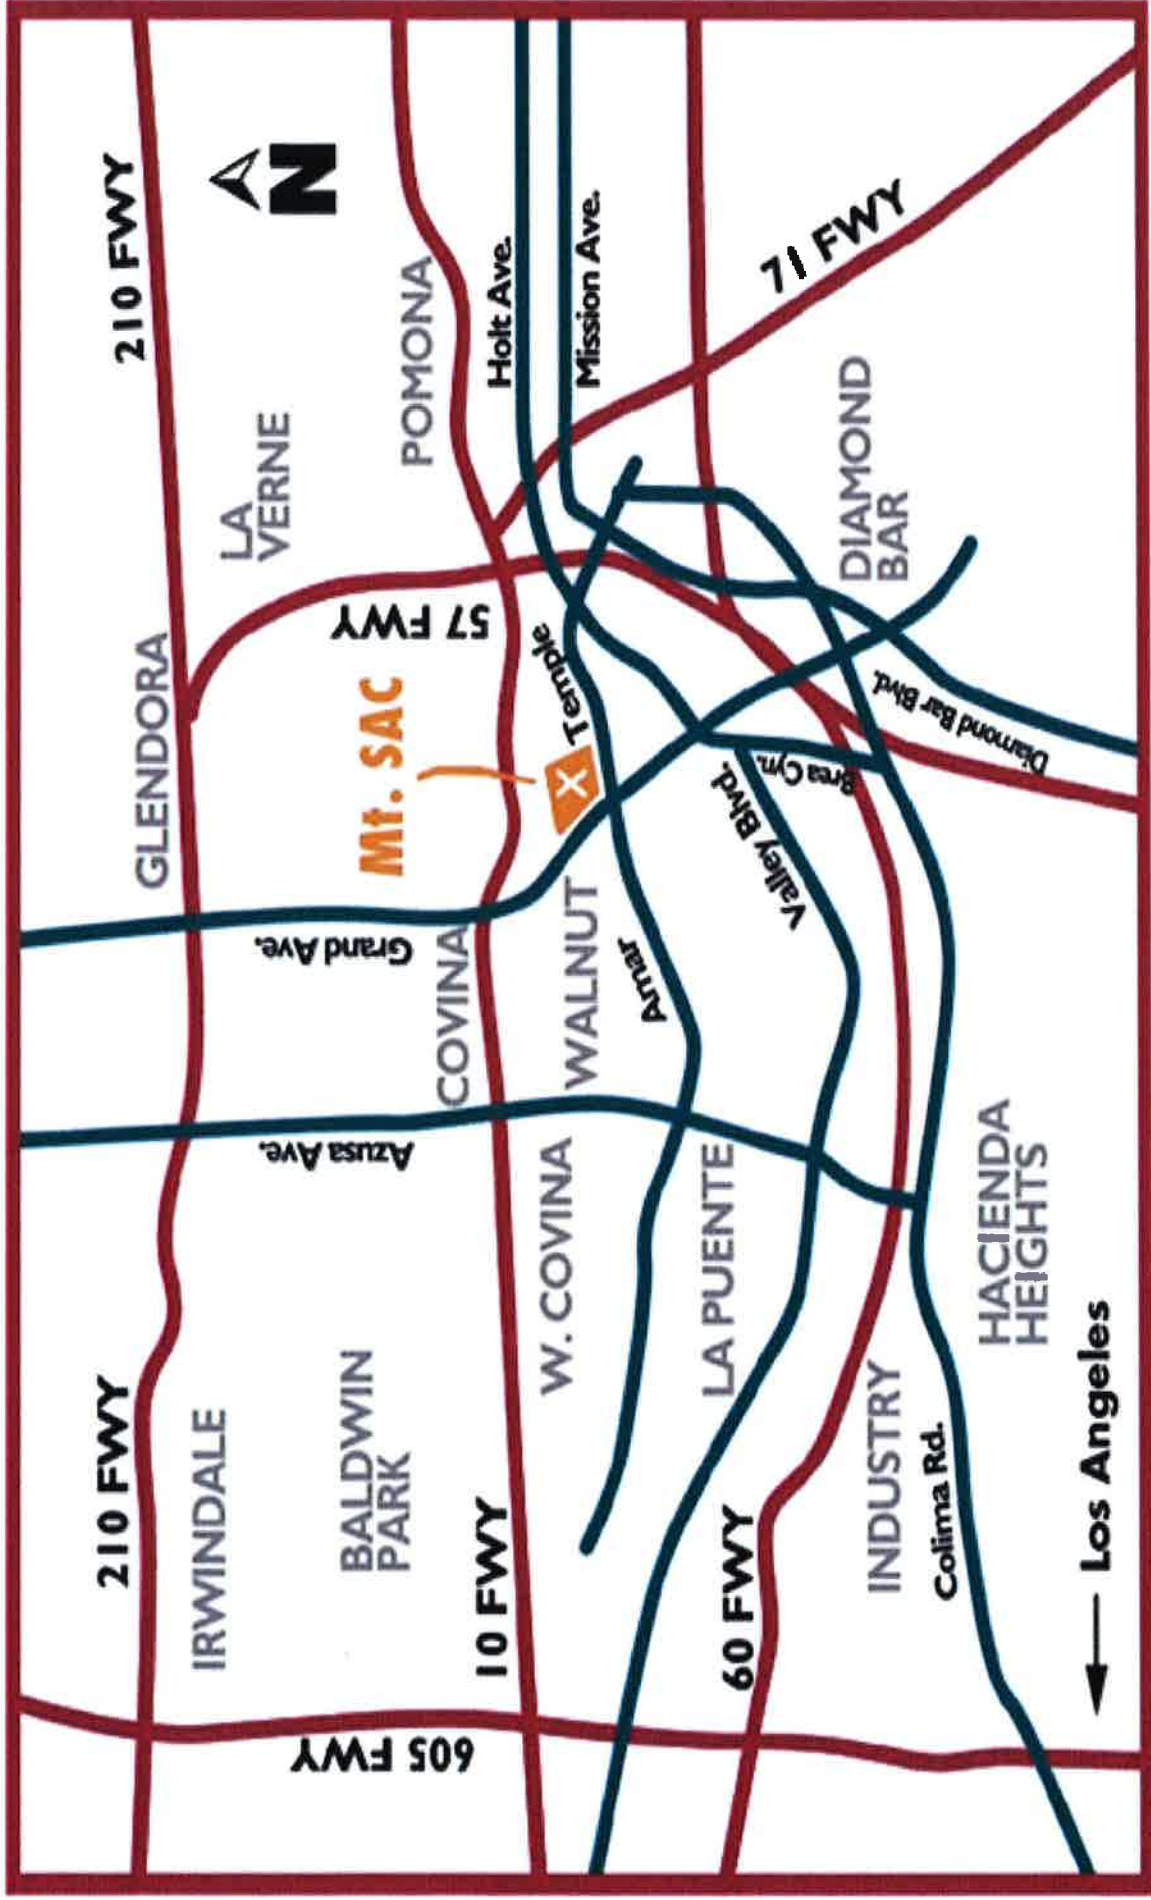 210 FWY
210 FWY
N
IRWINDALE
GLENDORA
LA
VERNE
BALDWIN
PARK
Azusa Ave.
Grand Ave.
Mt. SAC
57 FWY
POMONA
605 FWY
10 FWY
COVINA
Holt Ave.
W. COVINA
WALNUT
Temple
Mission Ave.
Amar
LA PUENTE
Valley Blvd.
Brea Cyn.
71 FWY
60 FWY
INDUSTRY
Colima Rd.
DIAMOND
BAR
Diamond Bar Blvd.
HACIENDA
HEIGHTS
Los Angeles